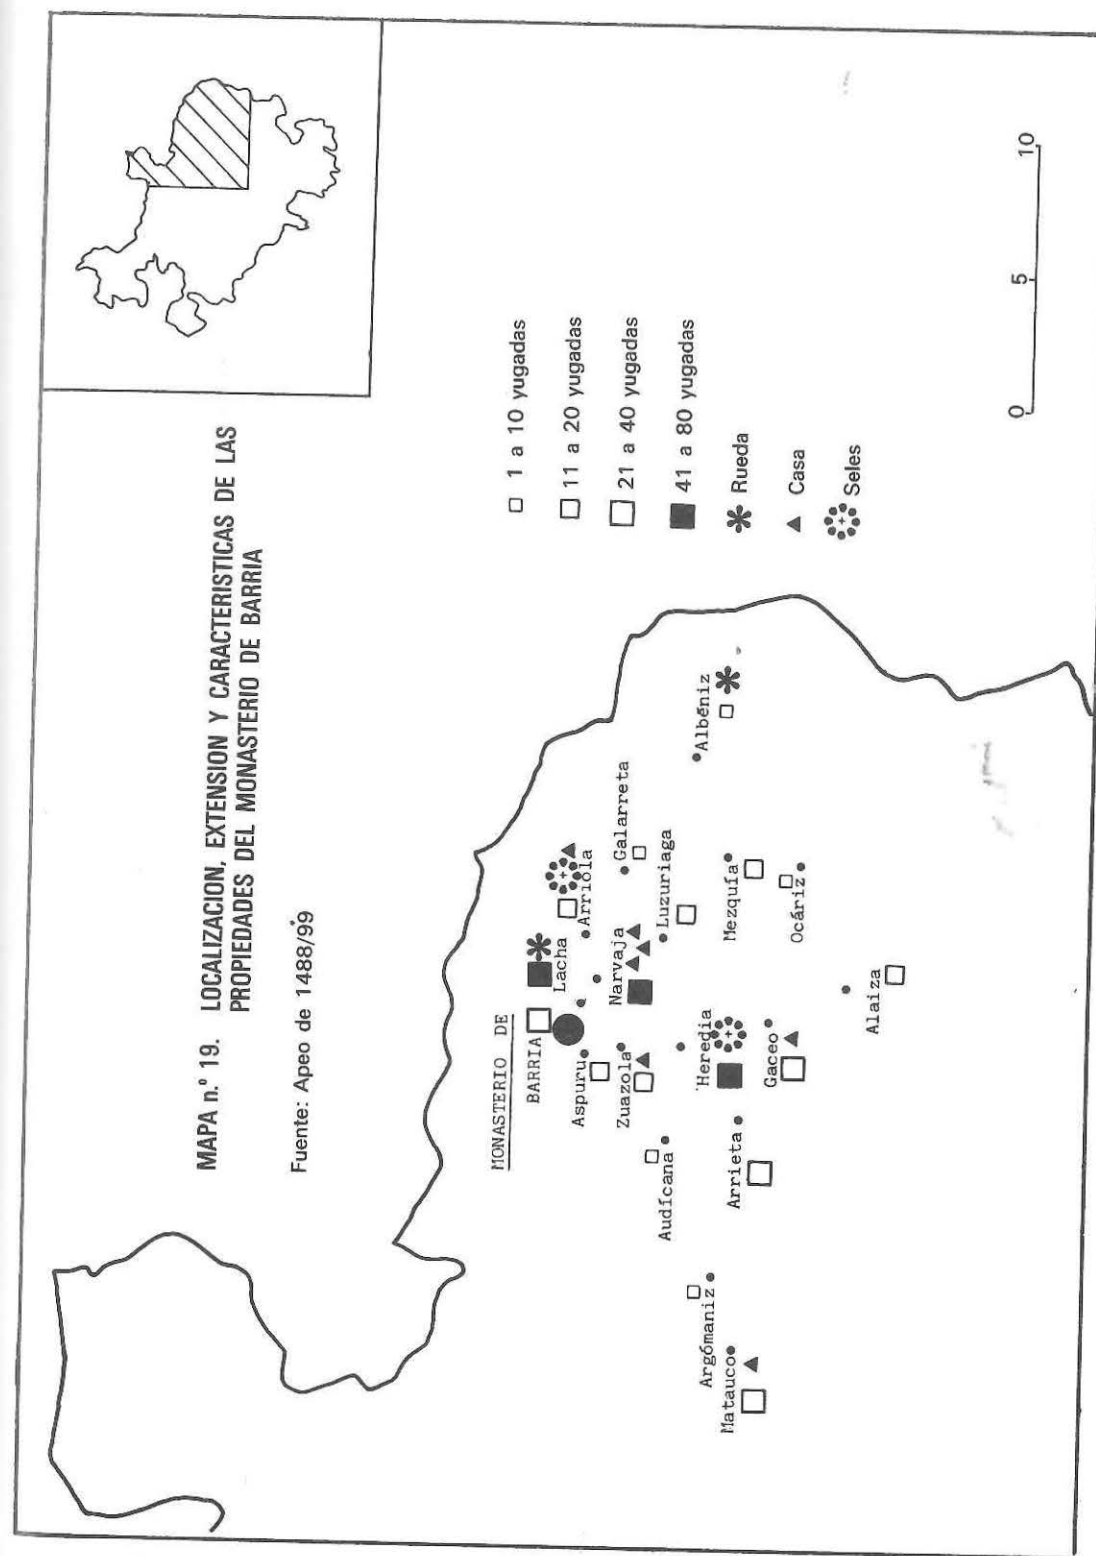 MAPA n.º 19. LOCALIZACION, EXTENSION Y CARACTERISTICAS DE LAS
PROPIEDADES DEL MONASTERIO DE BARRIA
Fuente: Apeo de 1488/99
MONASTERIO DE
BARRIA
Lacha
Arriola
Aspuru
Zuazola
Narvaja
Galarreta
Luzuriaga
Albéniz
Audícana
Heredia
Mezquía
Argómaniz
Matauco
Arrieta
Gaceo
Ocáriz
Alaiza
1 a 10 yugadas
11 a 20 yugadas
21 a 40 yugadas
41 a 80 yugadas
Rueda
Casa
Seles
0 5 10